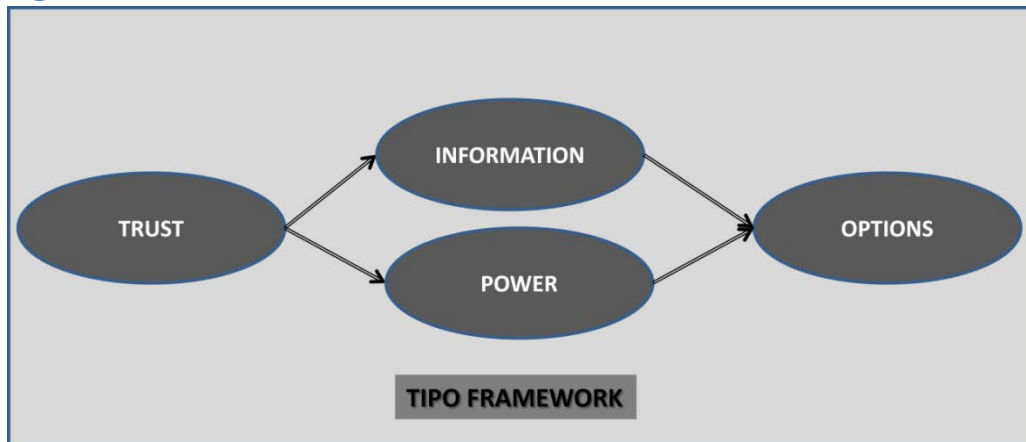 TRUST
INFORMATION
POWER
OPTIONS
TIPO FRAMEWORK